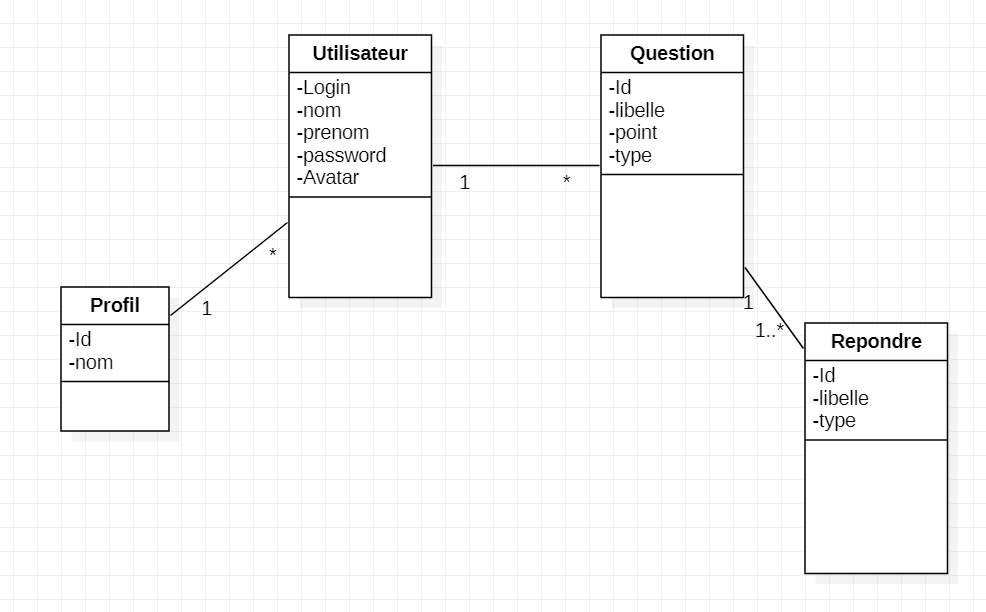 Utilisateur
-Login
-nom
-prenom
-password
-Avatar
1
*
Question
-Id
-libelle
-point
-type
*
1
Profil
-Id
-nom
1
1..*
Repondre
-Id
-libelle
-type